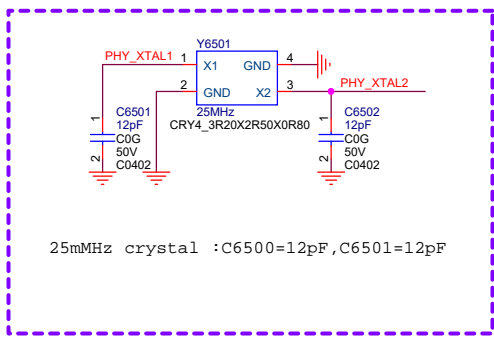 Y6501
PHY_XTAL1 1 X1 GND 4
2 GND X2 3 PHY_XTAL2
25MHz
CRY4_3R20X2R50X0R80
1 C6501
12pF
C0G
2 50V
C0402
1 C6502
12pF
C0G
2 50V
C0402
25mMHz crystal :C6500=12pF,C6501=12pF